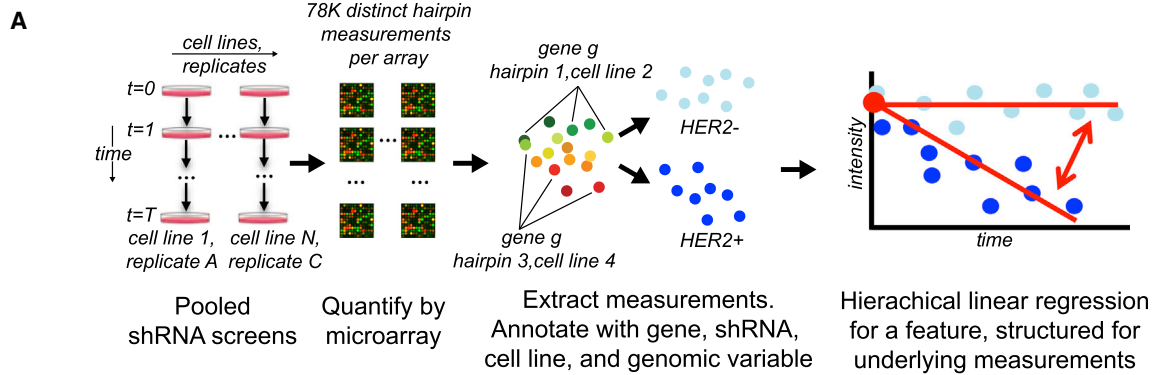 A
cell lines,
replicates
t=0
t=1
time
...
...
...
t=T
cell line 1,
replicate A
cell line N,
replicate C
Pooled
shRNA screens
78K distinct hairpin
measurements
per array
...
...
...
Quantify by
microarray
gene g
hairpin 1,cell line 2
gene g
hairpin 3,cell line 4
HER2-
HER2+
Extract measurements.
Annotate with gene, shRNA,
cell line, and genomic variable
intensity
time
Hierachical linear regression
for a feature, structured for
underlying measurements